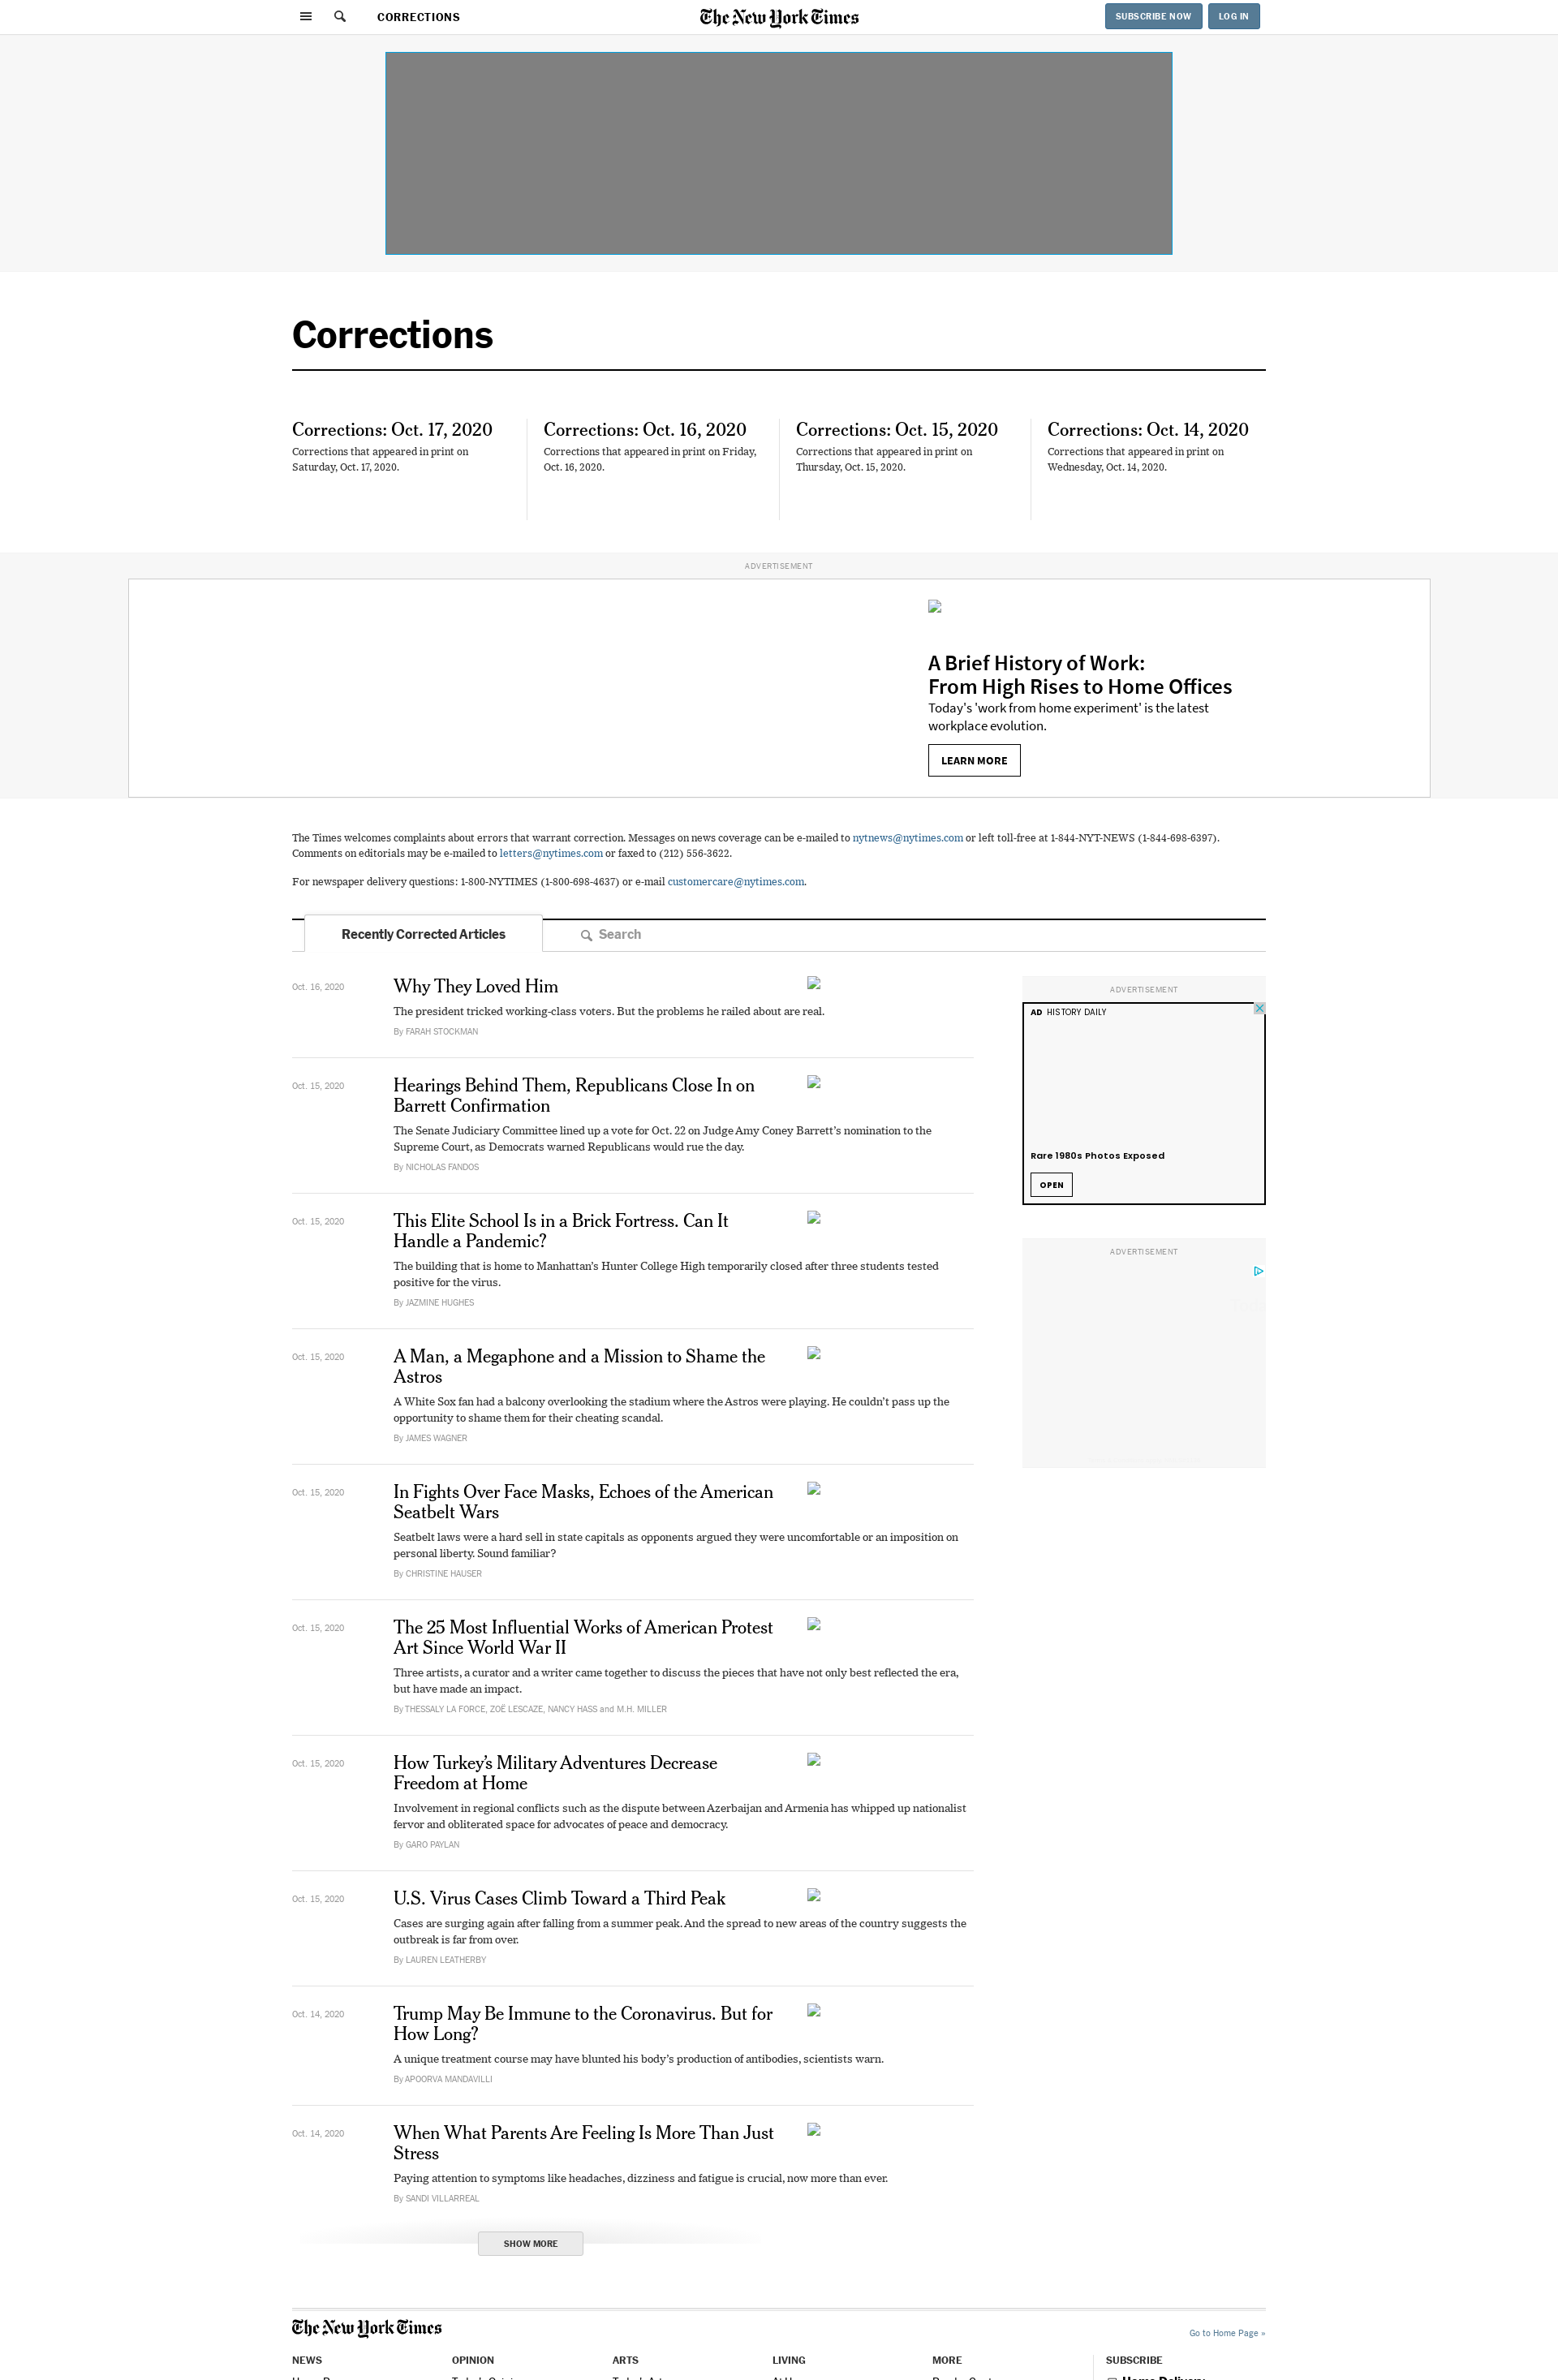 CORRECTIONS
The New York Times
SUBSCRIBE NOW
LOG IN
Corrections
Corrections: Oct. 17, 2020
Corrections that appeared in print on
Saturday, Oct. 17, 2020.
Corrections: Oct. 16, 2020
Corrections that appeared in print on Friday,
Oct. 16, 2020.
Corrections: Oct. 15, 2020
Corrections that appeared in print on
Thursday, Oct. 15, 2020.
Corrections: Oct. 14, 2020
Corrections that appeared in print on
Wednesday, Oct. 14, 2020.
ADVERTISEMENT
A Brief History of Work:
From High Rises to Home Offices
Today's 'work from home experiment' is the latest
workplace evolution.
LEARN MORE
The Times welcomes complaints about errors that warrant correction. Messages on news coverage can be e-mailed to nytnews@nytimes.com or left toll-free at 1-844-NYT-NEWS (1-844-698-6397).
Comments on editorials may be e-mailed to letters@nytimes.com or faxed to (212) 556-3622.
For newspaper delivery questions: 1-800-NYTIMES (1-800-698-4637) or e-mail customercare@nytimes.com.
Recently Corrected Articles
Search
Oct. 16, 2020
Why They Loved Him
The president tricked working-class voters. But the problems he railed about are real.
By FARAH STOCKMAN
Oct. 15, 2020
Hearings Behind Them, Republicans Close In on
Barrett Confirmation
The Senate Judiciary Committee lined up a vote for Oct. 22 on Judge Amy Coney Barrett's nomination to the
Supreme Court, as Democrats warned Republicans would rue the day.
By NICHOLAS FANDOS
Oct. 15, 2020
This Elite School Is in a Brick Fortress. Can It
Handle a Pandemic?
The building that is home to Manhattan's Hunter College High temporarily closed after three students tested
positive for the virus.
By JAZMINE HUGHES
Oct. 15, 2020
A Man, a Megaphone and a Mission to Shame the
Astros
A White Sox fan had a balcony overlooking the stadium where the Astros were playing. He couldn't pass up the
opportunity to shame them for their cheating scandal.
By JAMES WAGNER
Oct. 15, 2020
In Fights Over Face Masks, Echoes of the American
Seatbelt Wars
Seatbelt laws were a hard sell in state capitals as opponents argued they were uncomfortable or an imposition on
personal liberty. Sound familiar?
By CHRISTINE HAUSER
Oct. 15, 2020
The 25 Most Influential Works of American Protest
Art Since World War II
Three artists, a curator and a writer came together to discuss the pieces that have not only best reflected the era,
but have made an impact.
By THESSALY LA FORCE, ZOË LESCAZE, NANCY HASS and M.H. MILLER
Oct. 15, 2020
How Turkey's Military Adventures Decrease
Freedom at Home
Involvement in regional conflicts such as the dispute between Azerbaijan and Armenia has whipped up nationalist
fervor and obliterated space for advocates of peace and democracy.
By GARO PAYLAN
Oct. 15, 2020
U.S. Virus Cases Climb Toward a Third Peak
Cases are surging again after falling from a summer peak. And the spread to new areas of the country suggests the
outbreak is far from over.
By LAUREN LEATHERBY
Oct. 14, 2020
Trump May Be Immune to the Coronavirus. But for
How Long?
A unique treatment course may have blunted his body's production of antibodies, scientists warn.
By APOORVA MANDAVILLI
Oct. 14, 2020
When What Parents Are Feeling Is More Than Just
Stress
Paying attention to symptoms like headaches, dizziness and fatigue is crucial, now more than ever.
By SANDI VILLARREAL
SHOW MORE
ADVERTISEMENT
AD HISTORY DAILY
Rare 1980s Photos Exposed
OPEN
ADVERTISEMENT
The New York Times
Go to Home Page »
NEWS
OPINION
ARTS
LIVING
MORE
SUBSCRIBE